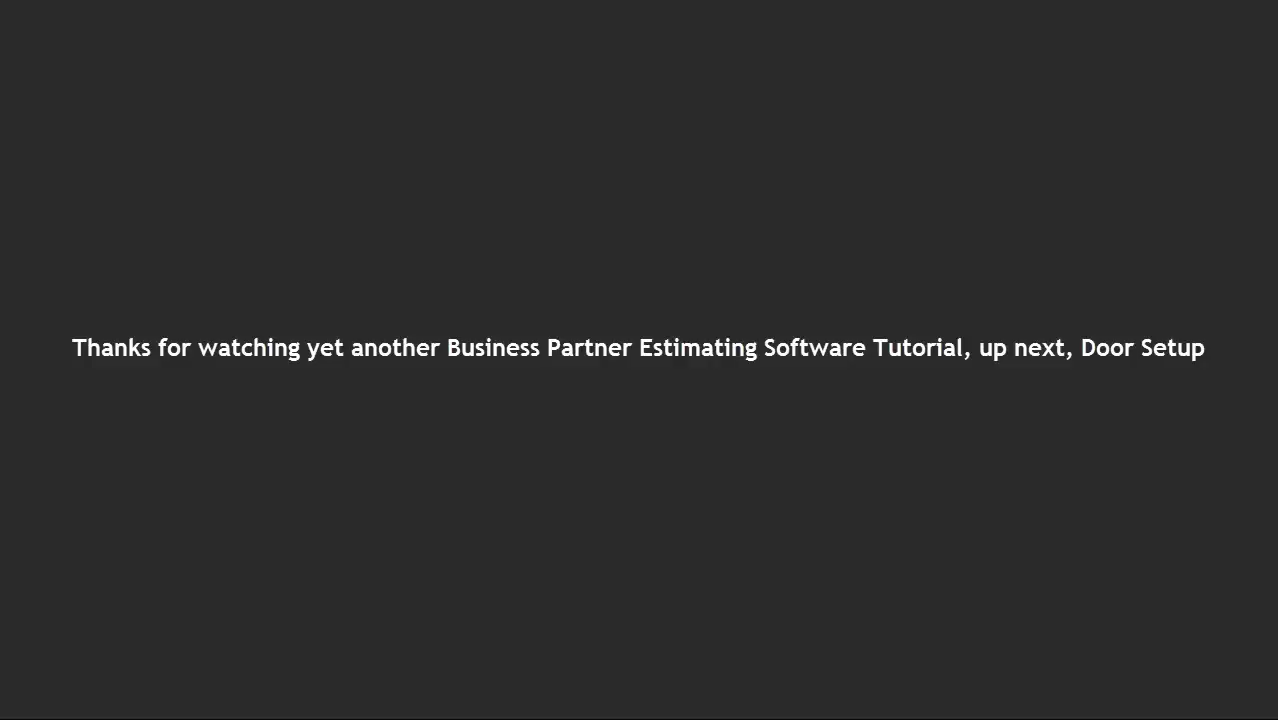 Thanks for watching yet another Business Partner Estimating Software Tutorial, up next, Door Setup